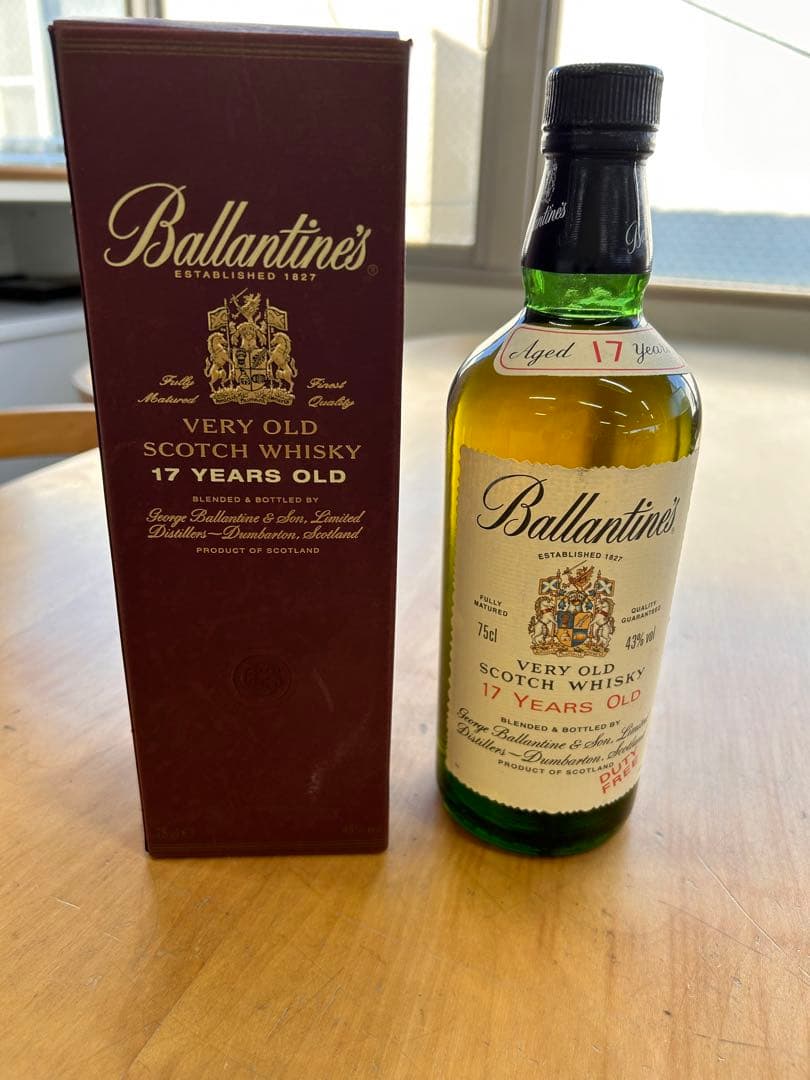 Ballantine's®
ESTABLISHED 1827
Fully Matured
Finest Quality
VERY OLD
SCOTCH WHISKY
17 YEARS OLD
BLENDED & BOTTLED BY
George Ballantine & Son, Limited
Distillers—Dumbarton, Scotland
PRODUCT OF SCOTLAND
Aged 17 Year
Ballantine's
ESTABLISHED 1827
FULLY MATURED
QUALITY GUARANTEED
75cl
43% vol
VERY OLD
SCOTCH WHISKY
17 YEARS OLD
BLENDED & BOTTLED BY
George Ballantine & Son, Limited
Distillers—Dumbarton, Scotland
PRODUCT OF SCOTLAND
DUTY
FREE